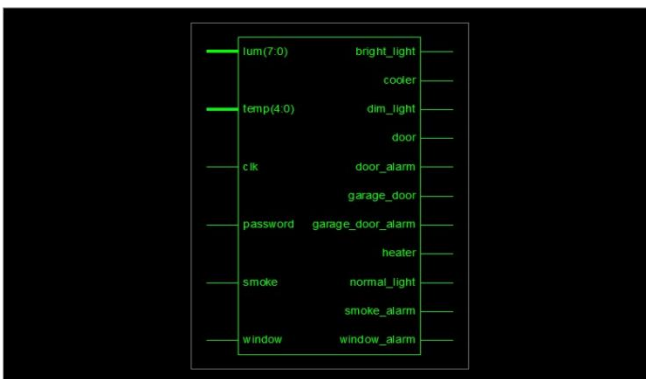 lum(7:0) bright_light
cooler
temp(4:0) dim_light
door
clk door_alarm
garage_door
password garage_door_alarm
heater
smoke normal_light
smoke_alarm
window window_alarm